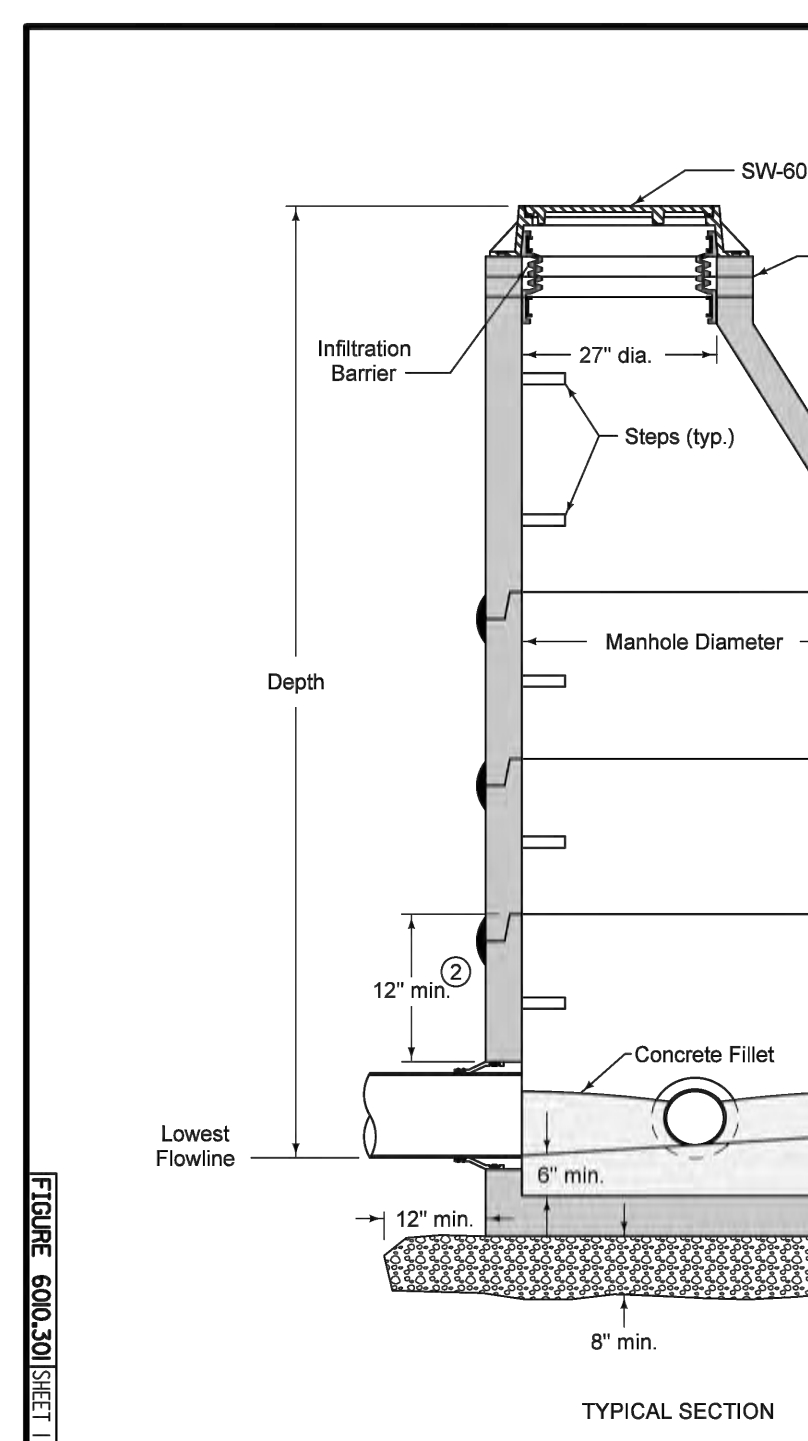 SW-60
Infiltration
Barrier
27" dia.
Steps (typ.)
Manhole Diameter
Depth
2
12" min.
Concrete Fillet
Lowest
Flowline
6" min.
12" min.
8" min.
TYPICAL SECTION
FIGURE 6010.301 SHEET 1